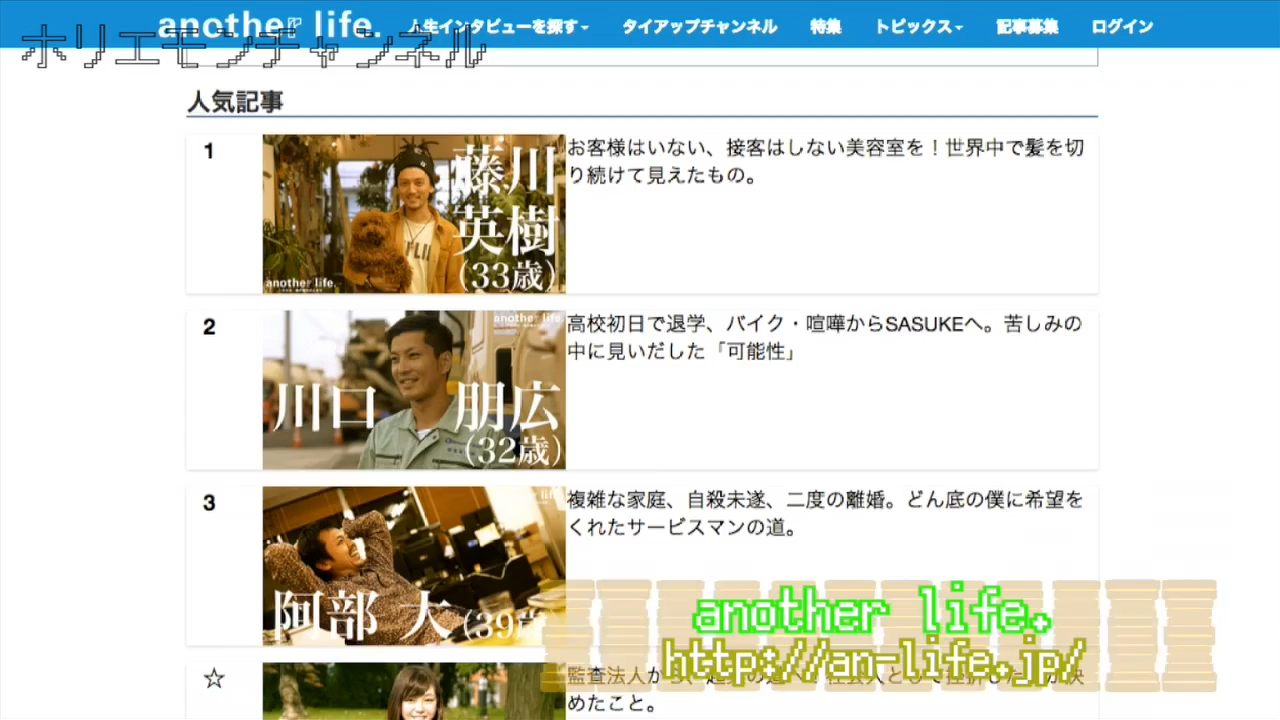 another life.
人生インタビューを探す
タイアップチャンネル
特集
トピックス
記事募集
ログイン
ホリエモンチャンネル
人気記事
1
藤川
英樹
(33歳)
another life.
お客様はいない、接客はしない美容室を！世界中で髪を切
り続けて見えたもの。
2
another life.
川口 朋広
(32歳)
高校初日で退学、バイク・喧嘩からSASUKEへ。苦しみの
中に見いだした「可能性」
3
阿部 大(39歳)
複雑な家庭、自殺未遂、二度の離婚。どん底の僕に希望を
くれたサービスマンの道。
another life.
http://an-life.jp/
☆
監査法人か
めたこと。